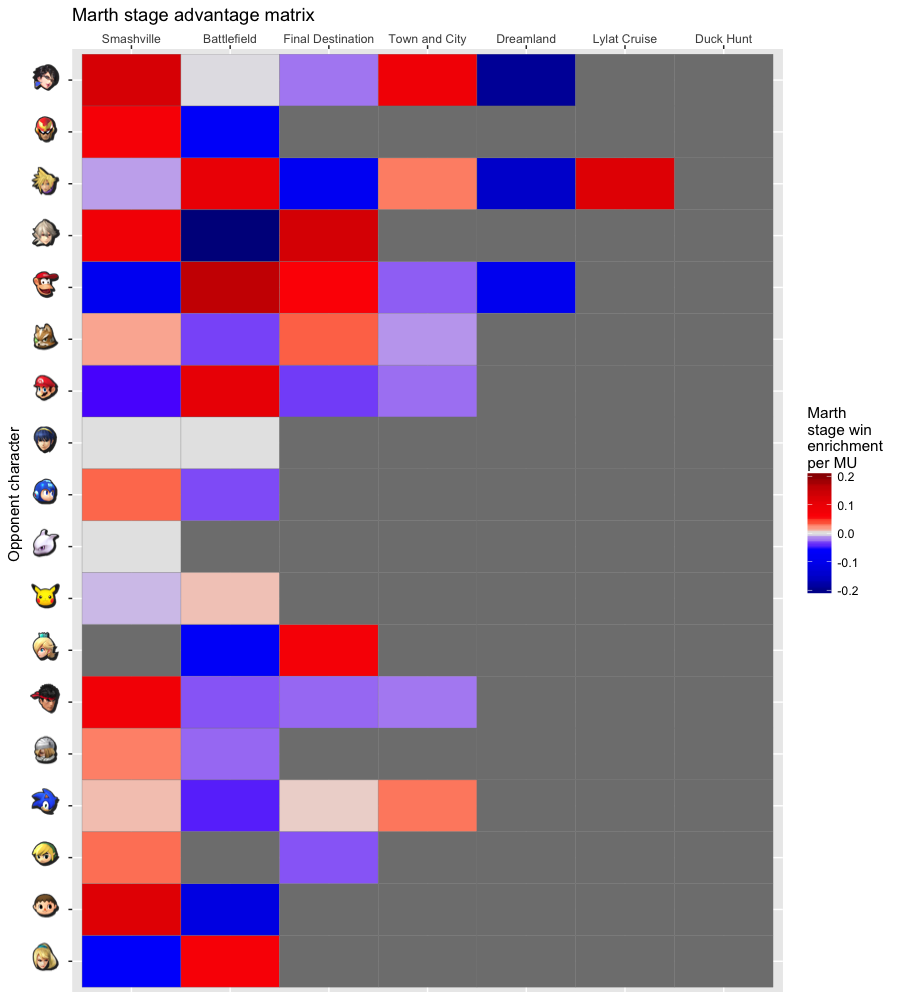 Marth stage advantage matrix
Smashville Battlefield Final Destination Town and City Dreamland Lylat Cruise Duck Hunt
Opponent character
Marth
stage win
enrichment
per MU
0.2
0.1
0.0
-0.1
-0.2